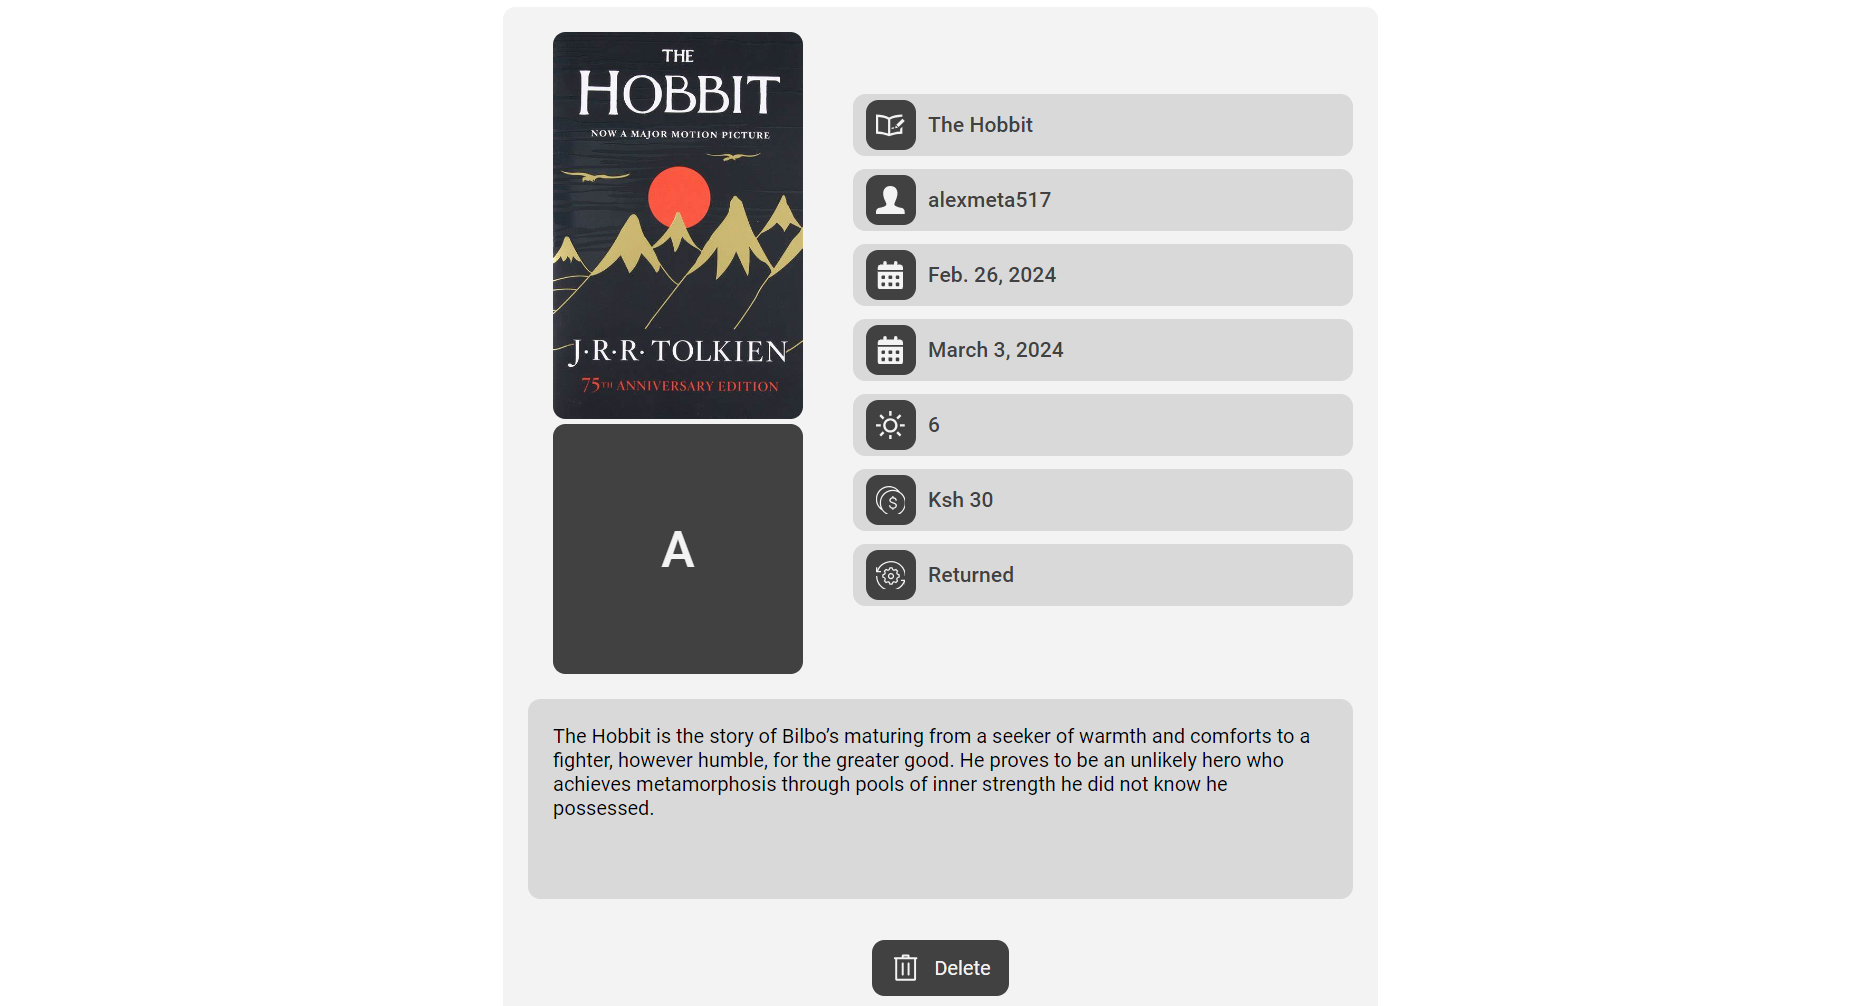 THE
HOBBIT
NOW A MAJOR MOTION PICTURE
J·R·R· TOLKIEN
75TH ANNIVERSARY EDITION
A
The Hobbit
alexmeta517
Feb. 26, 2024
March 3, 2024
6
Ksh 30
Returned
The Hobbit is the story of Bilbo’s maturing from a seeker of warmth and comforts to a
fighter, however humble, for the greater good. He proves to be an unlikely hero who
achieves metamorphosis through pools of inner strength he did not know he
possessed.
Delete